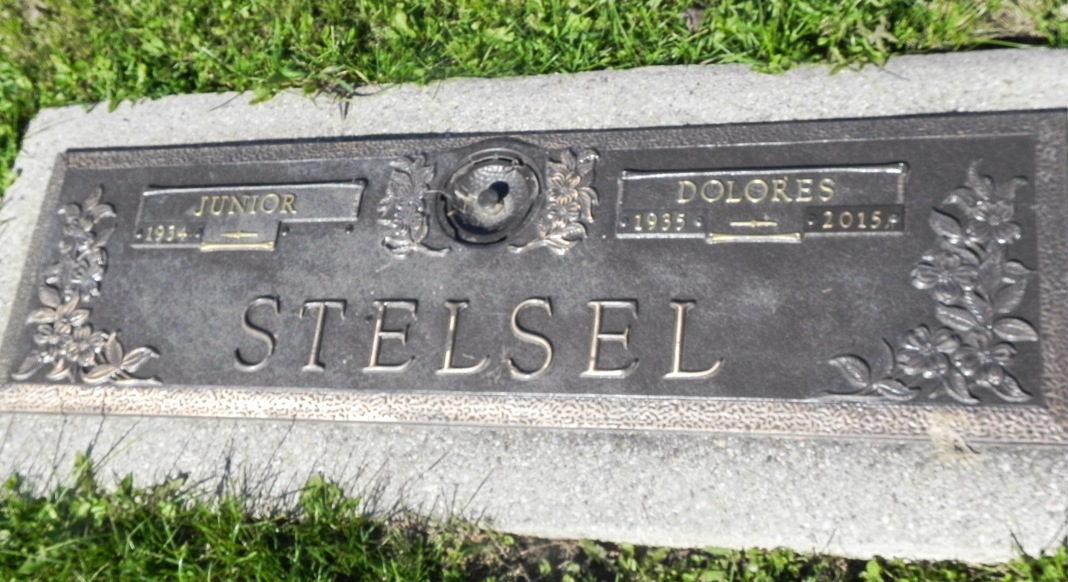 JUNIOR
1934
DOLORES
1935 2015
STELSEL